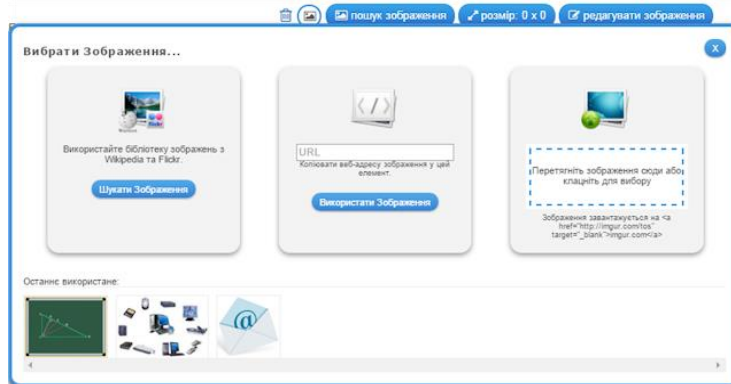 пошук зображення
розмір: 0 x 0
редагувати зображення
Вибрати Зображення...
x
Використайте бібліотеку зображень з
Wikipedia та Flickr.
Шукати Зображення
</>
URL
Копіювати веб-адресу зображення у цей
елемент.
Використати Зображення
Перетягніть зображення сюди або
клацніть для вибору
Зображення завантажується на <a
href="http://imgur.com/tos"
target="_blank">imgur.com</a>
Останнє використане:
@